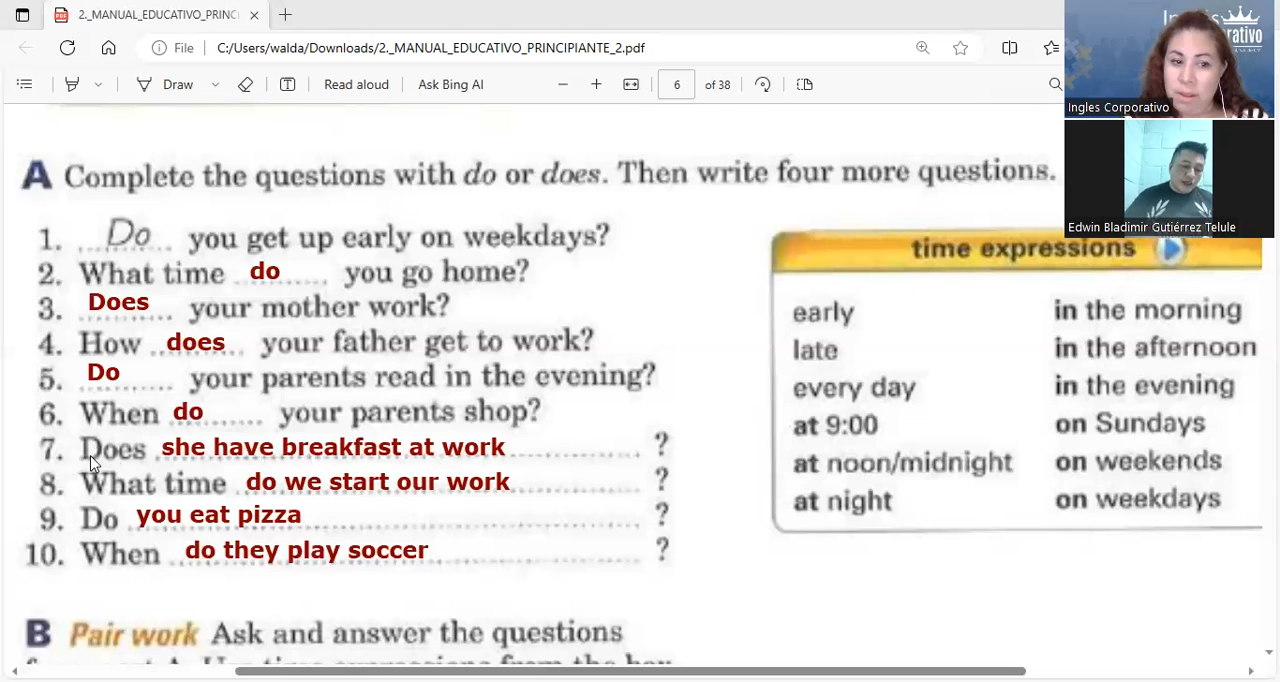 2._MANUAL_EDUCATIVO_PRINCI
File C:/Users/walda/Downloads/2._MANUAL_EDUCATIVO_PRINCIPIANTE_2.pdf
Draw Read aloud Ask Bing AI 6 of 38
Ingles Corporativo
Edwin Bladimir Gutiérrez Telule
A Complete the questions with do or does. Then write four more questions.
1. Do you get up early on weekdays?
2. What time do you go home?
3. Does your mother work?
4. How does your father get to work?
5. Do your parents read in the evening?
6. When do your parents shop?
7. Does she have breakfast at work ?
8. What time do we start our work ?
9. Do you eat pizza ?
10. When do they play soccer ?
time expressions
early in the morning
late in the afternoon
every day in the evening
at 9:00 on Sundays
at noon/midnight on weekends
at night on weekdays
B Pair work Ask and answer the questions